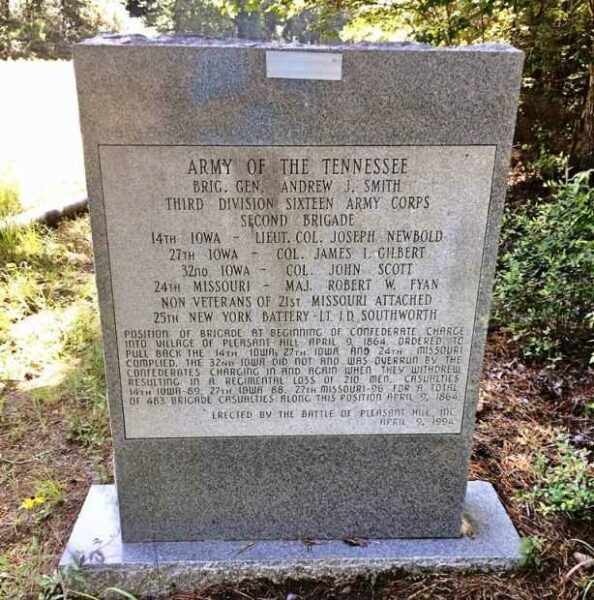 ARMY OF THE TENNESSEE
BRIG. GEN. ANDREW J. SMITH
THIRD DIVISION SIXTEEN ARMY CORPS
SECOND BRIGADE
14TH IOWA - LIEUT. COL. JOSEPH NEWBOLD
27TH IOWA - COL. JAMES I. GILBERT
32ND IOWA - COL. JOHN SCOTT
24TH MISSOURI - MAJ. ROBERT W. FYAN
NON VETERANS OF 21ST MISSOURI ATTACHED
25TH NEW YORK BATTERY-LT. I.D. SOUTHWORTH
POSITION OF BRIGADE AT BEGINNING OF CONFEDERATE CHARGE
INTO VILLAGE OF PLEASANT HILL APRIL 9, 1864. ORDERED TO
PULL BACK THE 14TH IOWA, 27TH IOWA AND 24TH MISSOURI
COMPLIED. THE 32ND IOWA DID NOT AND WAS OVERRUN BY THE
CONFEDERATES CHARGING IN AND AGAIN WHEN THEY WITHDREW
RESULTING IN A REGIMENTAL LOSS OF 210 MEN. CASUALTIES
14TH IOWA-89, 27TH IOWA 88, 27TH MISSOURI-96 FOR A TOTAL
OF 483 BRIGADE CASUALTIES ALONG THIS POSITION APRIL 9, 1864.
ERECTED BY THE BATTLE OF PLEASANT HILL, INC.
APRIL 9, 1994